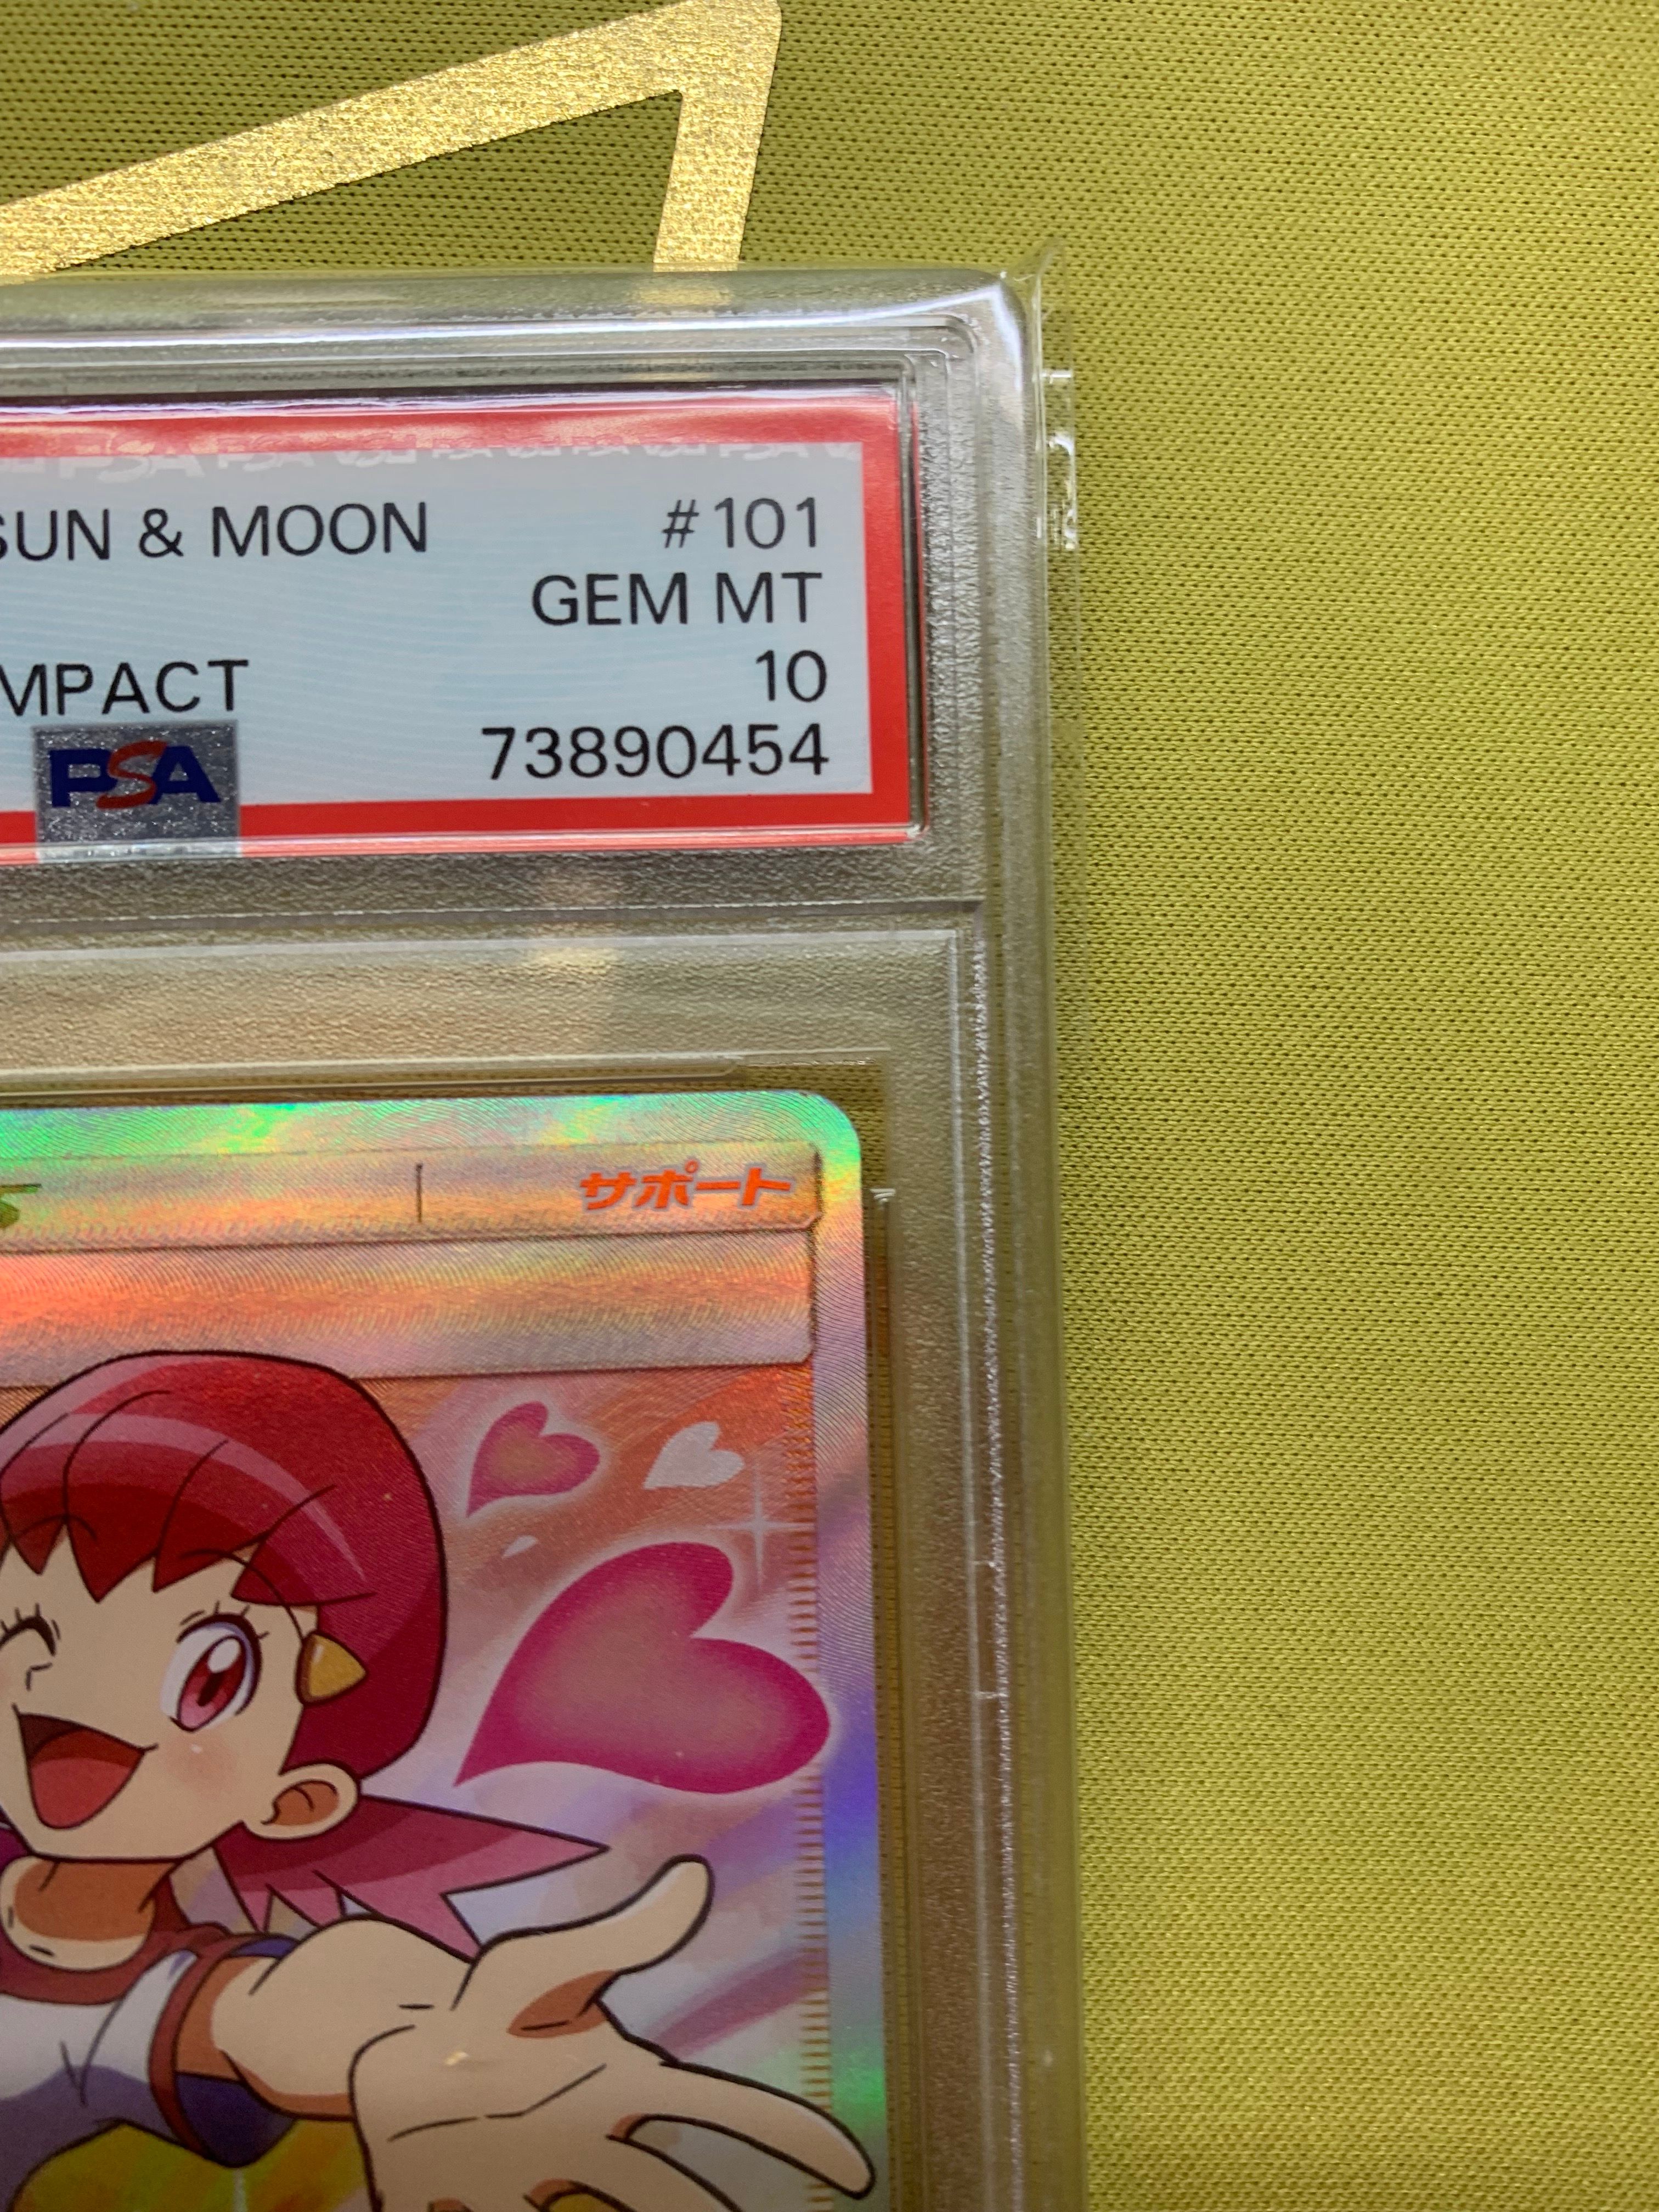 SUN & MOON #101
GEM MT
MPACT 10
PSA 73890454
サポート